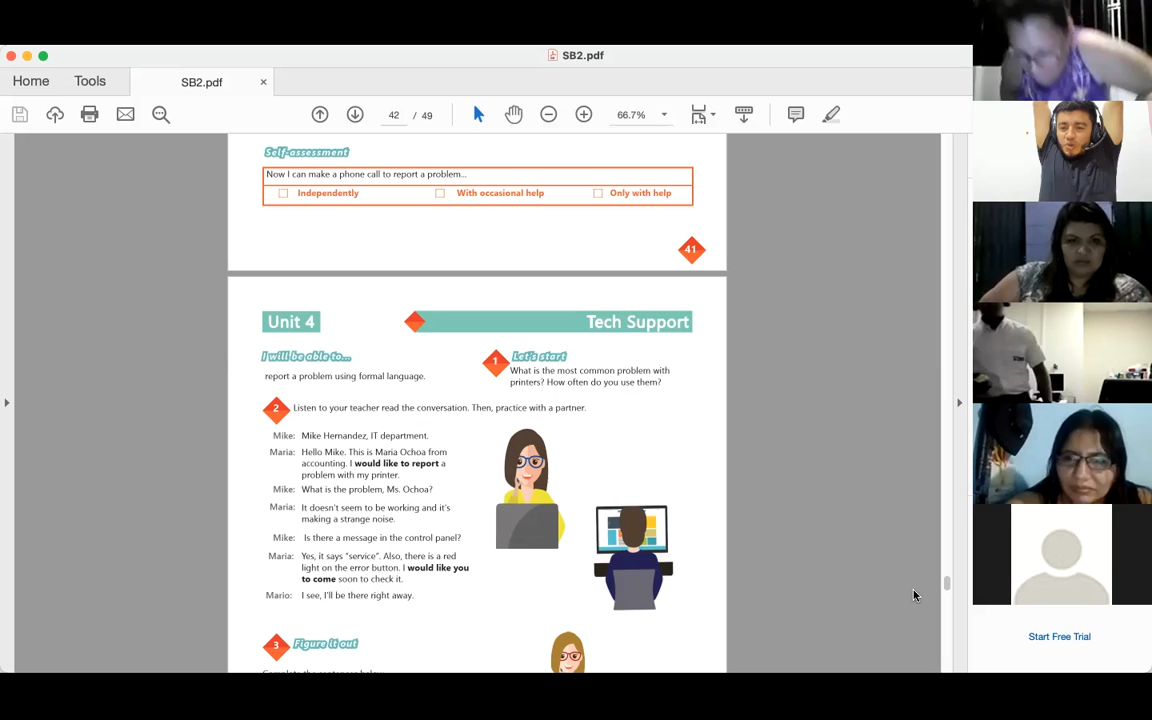 SB2.pdf
Home
Tools
SB2.pdf
×
42 / 49
66.7%
Self-assessment
Now I can make a phone call to report a problem...
Independently
With occasional help
Only with help
41
Unit 4
Tech Support
I will be able to...
report a problem using formal language.
1 Let's start
What is the most common problem with
printers? How often do you use them?
2 Listen to your teacher read the conversation. Then, practice with a partner.
Mike: Mike Hernandez, IT department.
Maria: Hello Mike. This is Maria Ochoa from
accounting. I would like to report a
problem with my printer.
Mike: What is the problem, Ms. Ochoa?
Maria: It doesn't seem to be working and it's
making a strange noise.
Mike: Is there a message in the control panel?
Maria: Yes, it says "service". Also, there is a red
light on the error button. I would like you
to come soon to check it.
Mario: I see, I'll be there right away.
3 Figure it out
Complete the sentences below
Start Free Trial